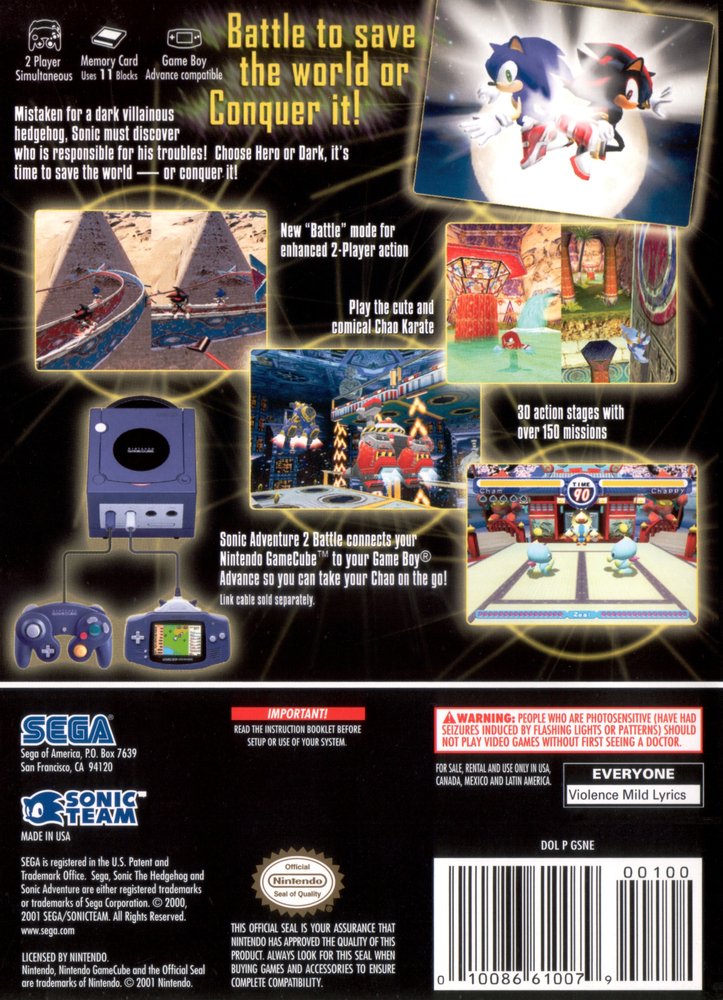 2 Player
Simultaneous
Memory Card
Uses 11 Blocks
Game Boy
Advance compatible
Battle to save
the world or
Conquer it!
Mistaken for a dark villainous
hedgehog, Sonic must discover
who is responsible for his troubles! Choose Hero or Dark, it's
time to save the world — or conquer it!
New "Battle" mode for
enhanced 2-Player action
Play the cute and
comical Chao Karate
30 action stages with
over 150 missions
TIME
90
Cham
Chappy
Zeal
Sonic Adventure 2 Battle connects your
Nintendo GameCube™ to your Game Boy®
Advance so you can take your Chao on the go!
Link cable sold separately.
SEGA®
Sega of America, P.O. Box 7639
San Francisco, CA 94120
SONIC
TEAM™
MADE IN USA
SEGA is registered in the U.S. Patent and
Trademark Office. Sega, Sonic The Hedgehog and
Sonic Adventure are either registered trademarks
or trademarks of Sega Corporation. © 2000,
2001 SEGA/SONICTEAM. All Rights Reserved.
www.sega.com
LICENSED BY NINTENDO.
Nintendo, Nintendo GameCube and the Official Seal
are trademarks of Nintendo. © 2001 Nintendo.
IMPORTANT!
READ THE INSTRUCTION BOOKLET BEFORE
SETUP OR USE OF YOUR SYSTEM.
Official
Nintendo
Seal of Quality
THIS OFFICIAL SEAL IS YOUR ASSURANCE THAT
NINTENDO HAS APPROVED THE QUALITY OF THIS
PRODUCT. ALWAYS LOOK FOR THIS SEAL WHEN
BUYING GAMES AND ACCESSORIES TO ENSURE
COMPLETE COMPATIBILITY.
WARNING: PEOPLE WHO ARE PHOTOSENSITIVE (HAVE HAD
SEIZURES INDUCED BY FLASHING LIGHTS OR PATTERNS) SHOULD
NOT PLAY VIDEO GAMES WITHOUT FIRST SEEING A DOCTOR.
FOR SALE, RENTAL AND USE ONLY IN USA,
CANADA, MEXICO AND LATIN AMERICA.
EVERYONE
Violence Mild Lyrics
DOL P GSNE
00100
0 10086 61007 9